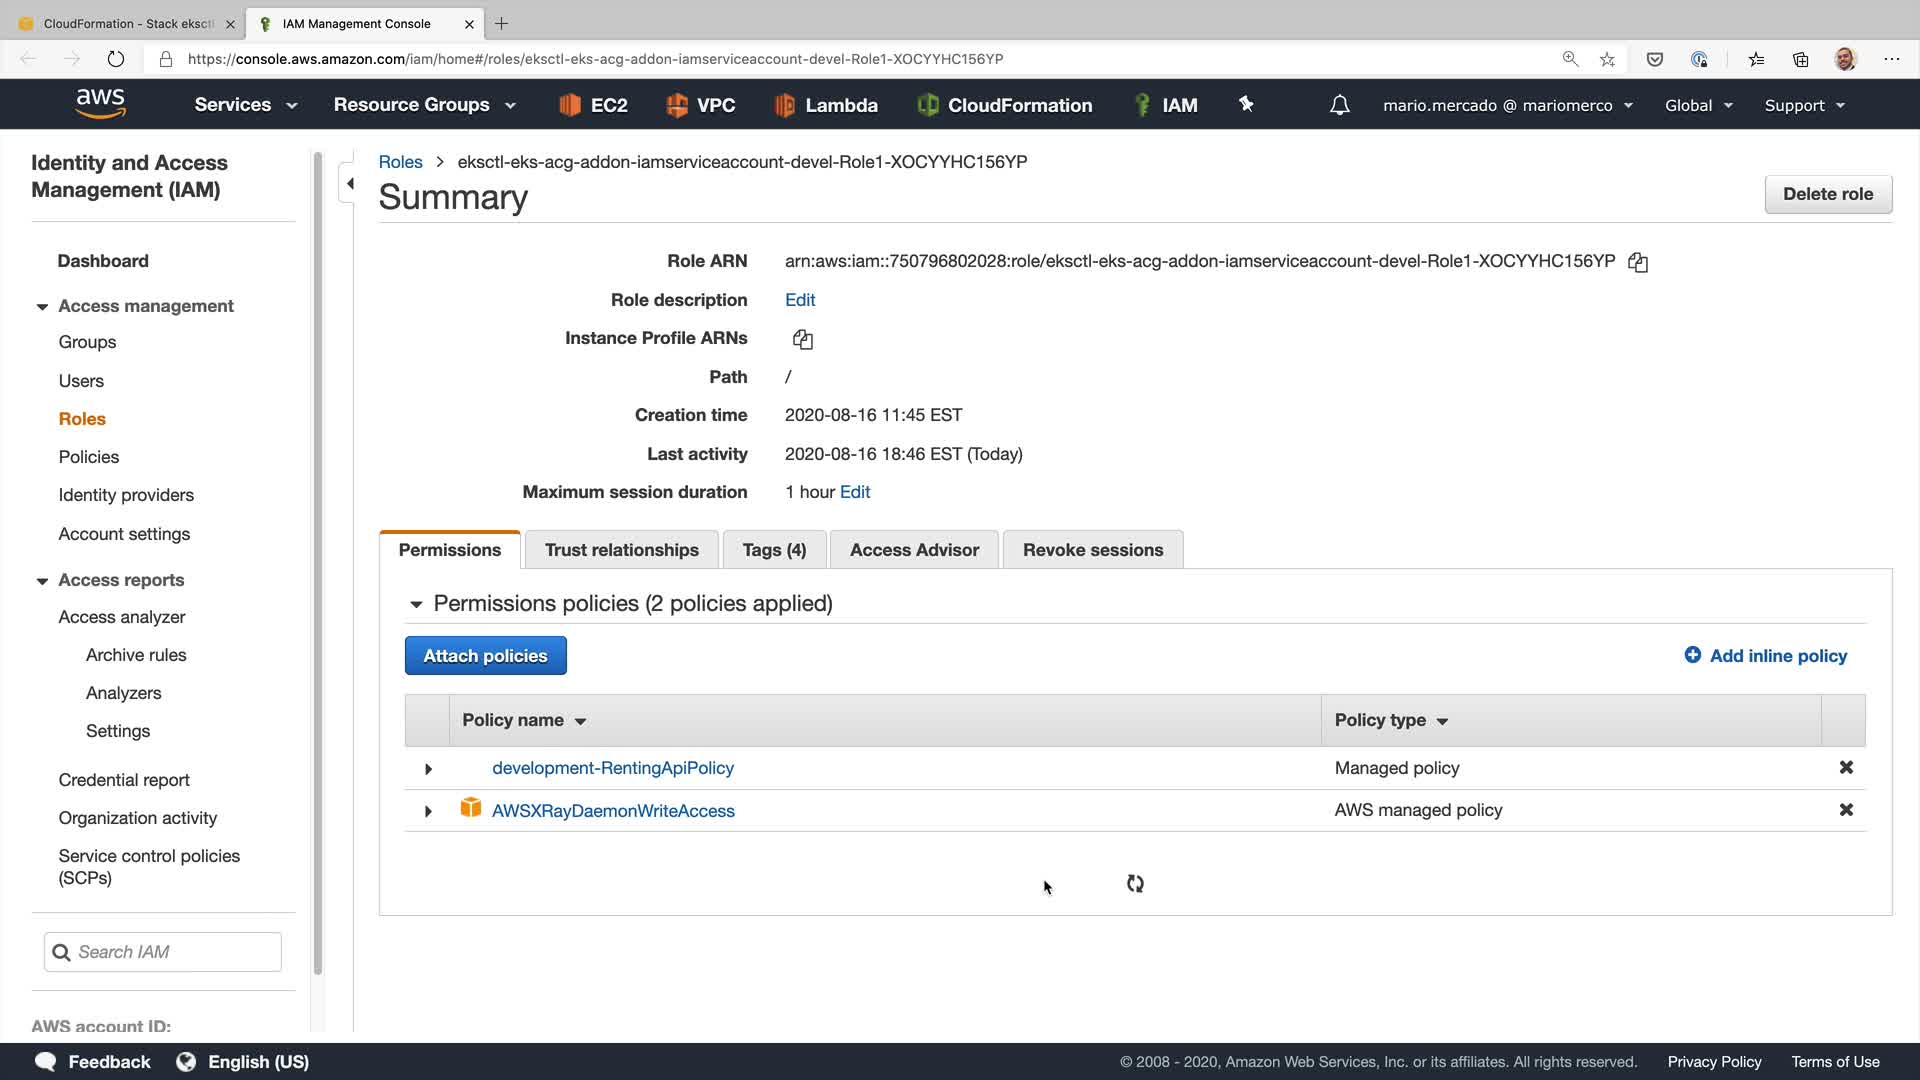 CloudFormation - Stack eksctl
IAM Management Console
https://console.aws.amazon.com/iam/home#/roles/eksctl-eks-acg-addon-iamserviceaccount-devel-Role1-XOCYYHC156YP
aws
Services
Resource Groups
EC2
VPC
Lambda
CloudFormation
IAM
mario.mercado @ mariomerco
Global
Support
Identity and Access
Management (IAM)
Dashboard
Access management
Groups
Users
Roles
Policies
Identity providers
Account settings
Access reports
Access analyzer
Archive rules
Analyzers
Settings
Credential report
Organization activity
Service control policies
(SCPs)
Search IAM
AWS account ID:
Roles > eksctl-eks-acg-addon-iamserviceaccount-devel-Role1-XOCYYHC156YP
Summary
Delete role
Role ARN arn:aws:iam::750796802028:role/eksctl-eks-acg-addon-iamserviceaccount-devel-Role1-XOCYYHC156YP
Role description Edit
Instance Profile ARNs
Path /
Creation time 2020-08-16 11:45 EST
Last activity 2020-08-16 18:46 EST (Today)
Maximum session duration 1 hour Edit
Permissions
Trust relationships
Tags (4)
Access Advisor
Revoke sessions
Permissions policies (2 policies applied)
Attach policies
Add inline policy
Policy name
Policy type
development-RentingApiPolicy
Managed policy
AWSXRayDaemonWriteAccess
AWS managed policy
Feedback
English (US)
© 2008 - 2020, Amazon Web Services, Inc. or its affiliates. All rights reserved.
Privacy Policy
Terms of Use